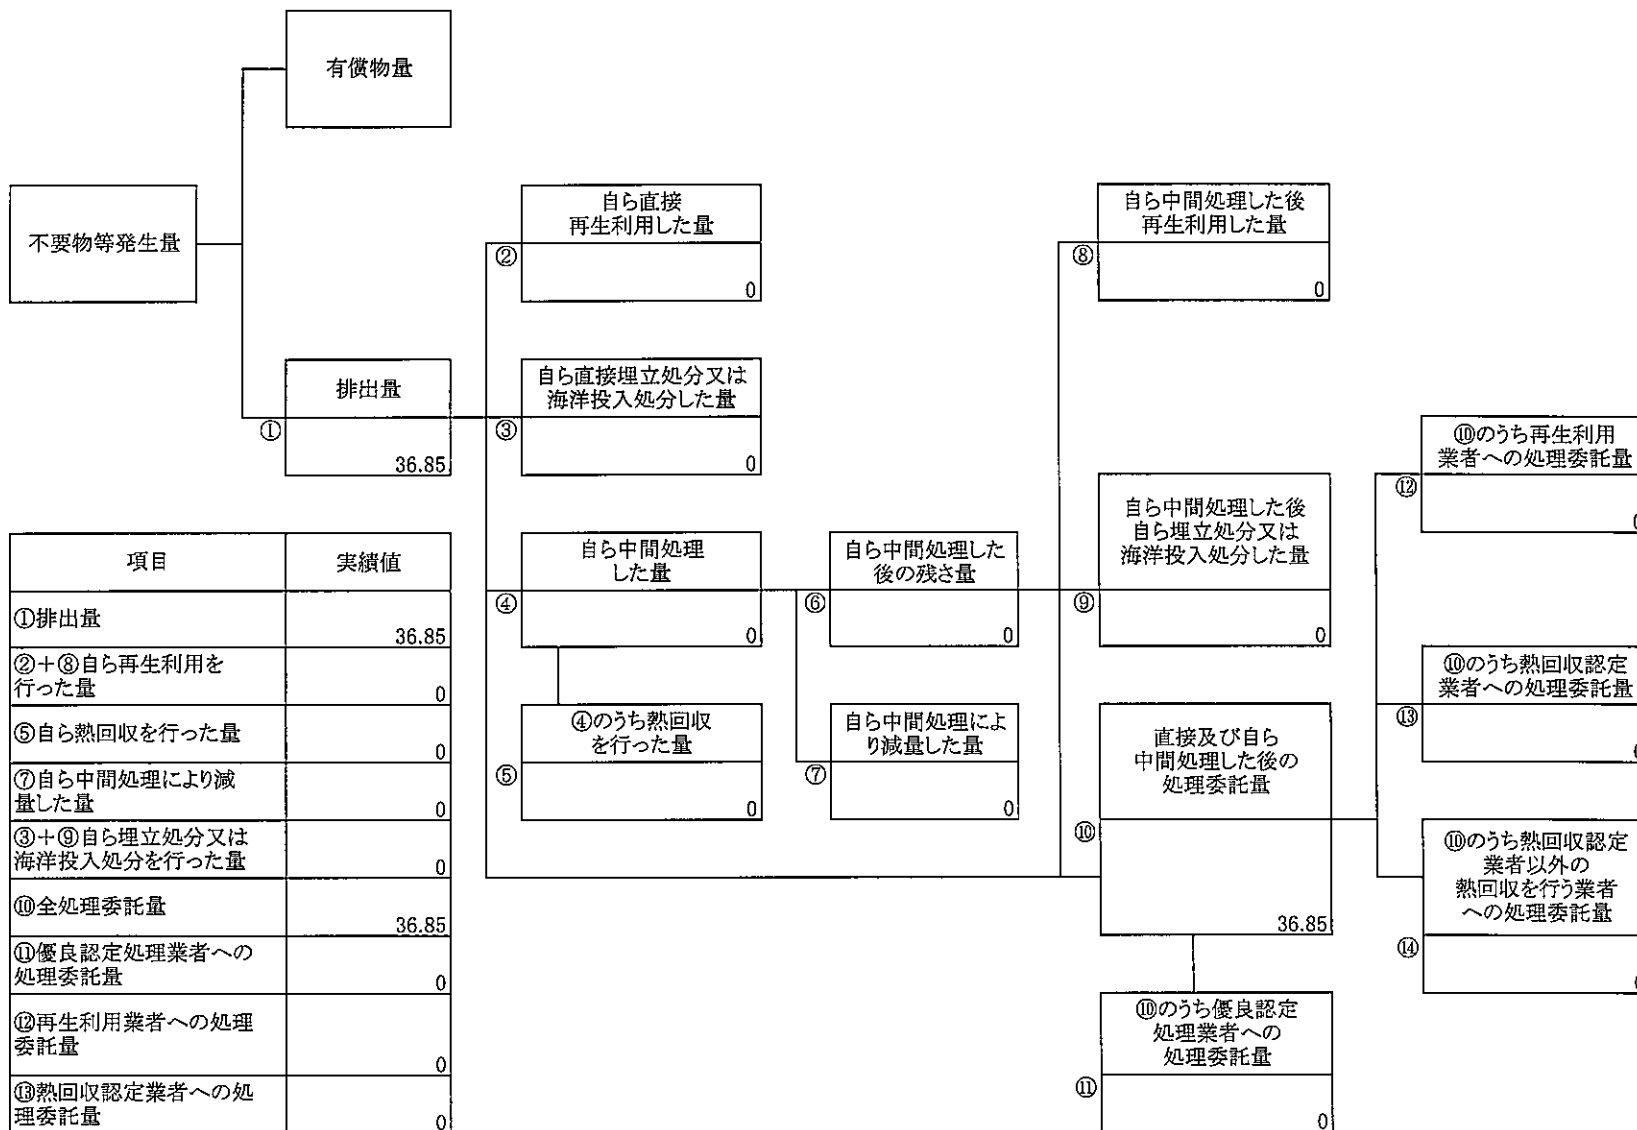 有償物量
不要物等発生量
排出量
①
36.85
自ら直接
再生利用した量
②
0
自ら直接埋立処分又は
海洋投入処分した量
③
0
自ら中間処理
した量
④
0
④のうち熱回収
を行った量
⑤
0
自ら中間処理した
後の残さ量
⑥
0
自ら中間処理によ
り減量した量
⑦
0
自ら中間処理した後
再生利用した量
⑧
0
自ら中間処理した後
自ら埋立処分又は
海洋投入処分した量
⑨
0
直接及び自ら
中間処理した後の
処理委託量
⑩
36.85
⑩のうち優良認定
処理業者への
処理委託量
⑪
0
⑩のうち再生利用
業者への処理委託量
⑫
⑩のうち熱回収認定
業者への処理委託量
⑬
⑩のうち熱回収認定
業者以外の
熱回収を行う業者
への処理委託量
⑭
項目 実績値
①排出量 36.85
②+⑧自ら再生利用を
行った量 0
⑤自ら熱回収を行った量 0
⑦自ら中間処理により減
量した量 0
③+⑨自ら埋立処分又は
海洋投入処分を行った量 0
⑩全処理委託量 36.85
⑪優良認定処理業者への
処理委託量 0
⑫再生利用業者への処理
委託量 0
⑬熱回収認定業者への処
理委託量 0